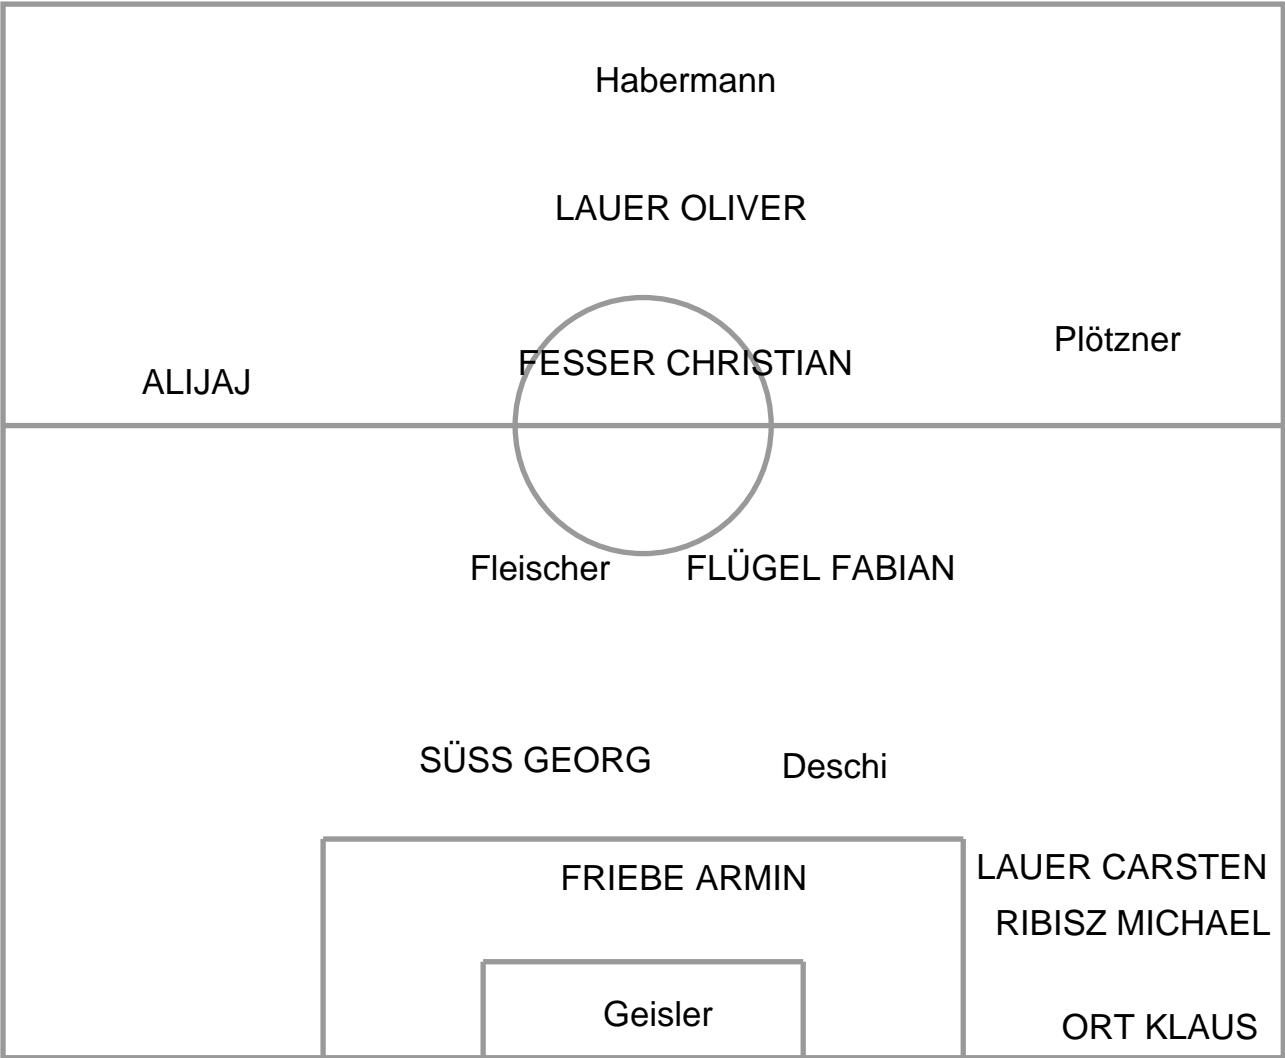 Habermann
LAUER OLIVER
Plötzner
FESSER CHRISTIAN
ALIJAJ
Fleischer
FLÜGEL FABIAN
SÜSS GEORG
Deschi
LAUER CARSTEN
FRIEBE ARMIN
RIBISZ MICHAEL
Geisler
ORT KLAUS